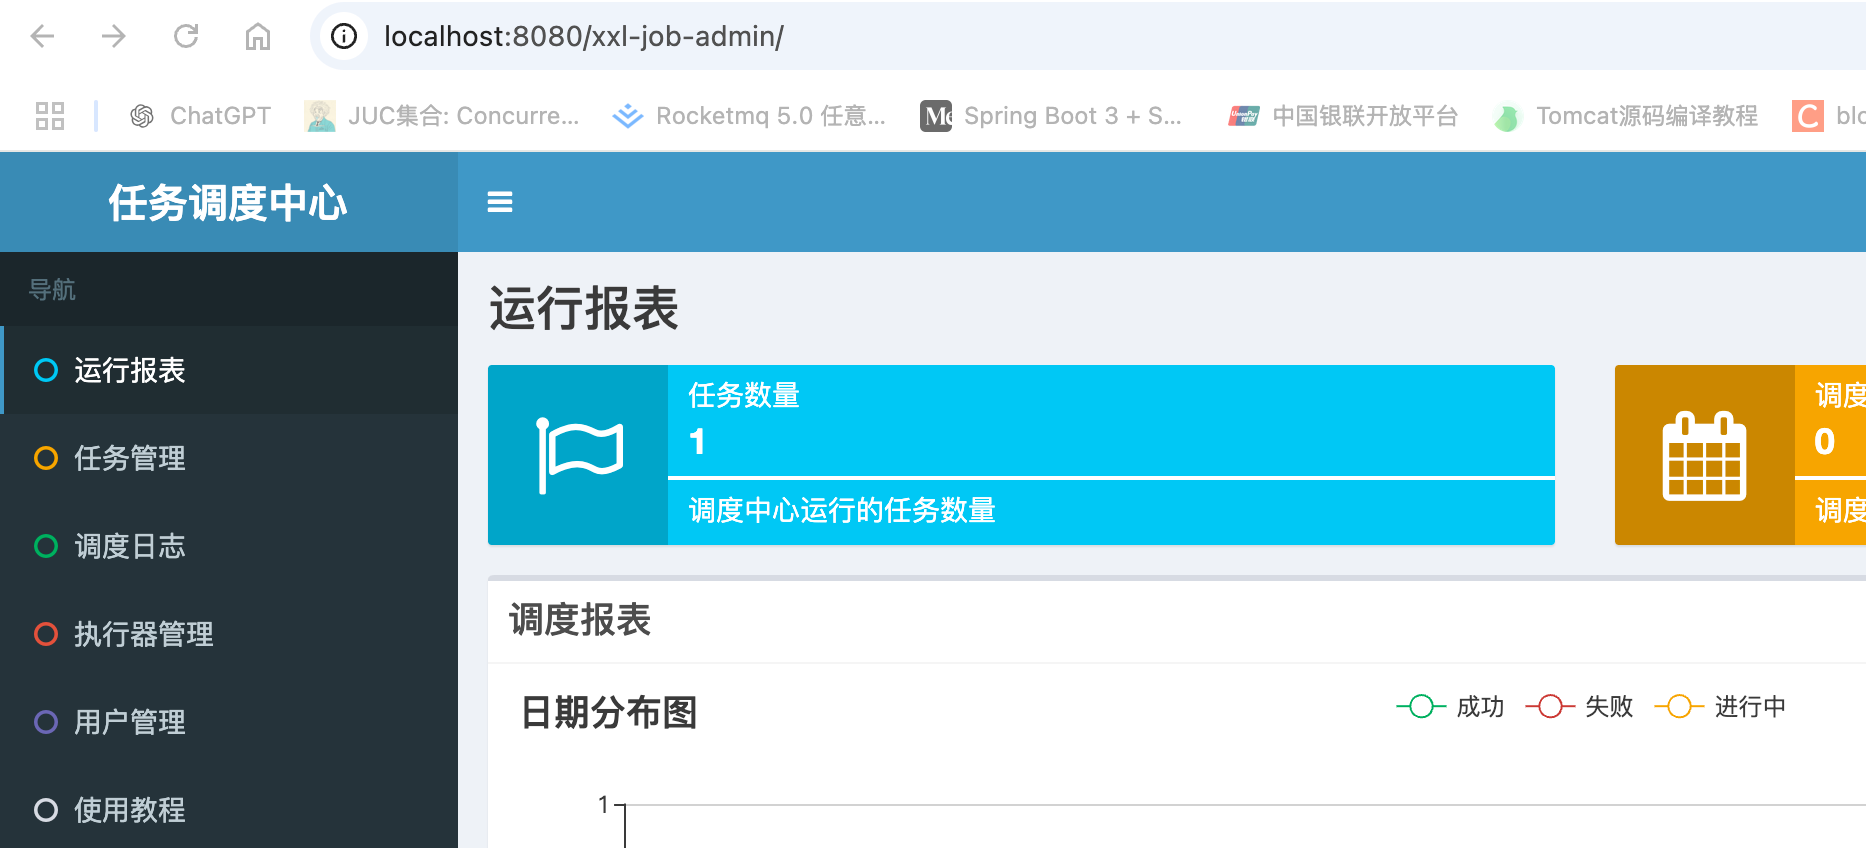 localhost:8080/xxl-job-admin/
ChatGPT
JUC集合: Concurre...
Rocketmq 5.0 任意...
Spring Boot 3 + S...
中国银联开放平台
Tomcat源码编译教程
任务调度中心
导航
运行报表
任务管理
调度日志
执行器管理
用户管理
使用教程
运行报表
任务数量
1
调度中心运行的任务数量
调度
0
调度
调度报表
日期分布图
成功
失败
进行中
1